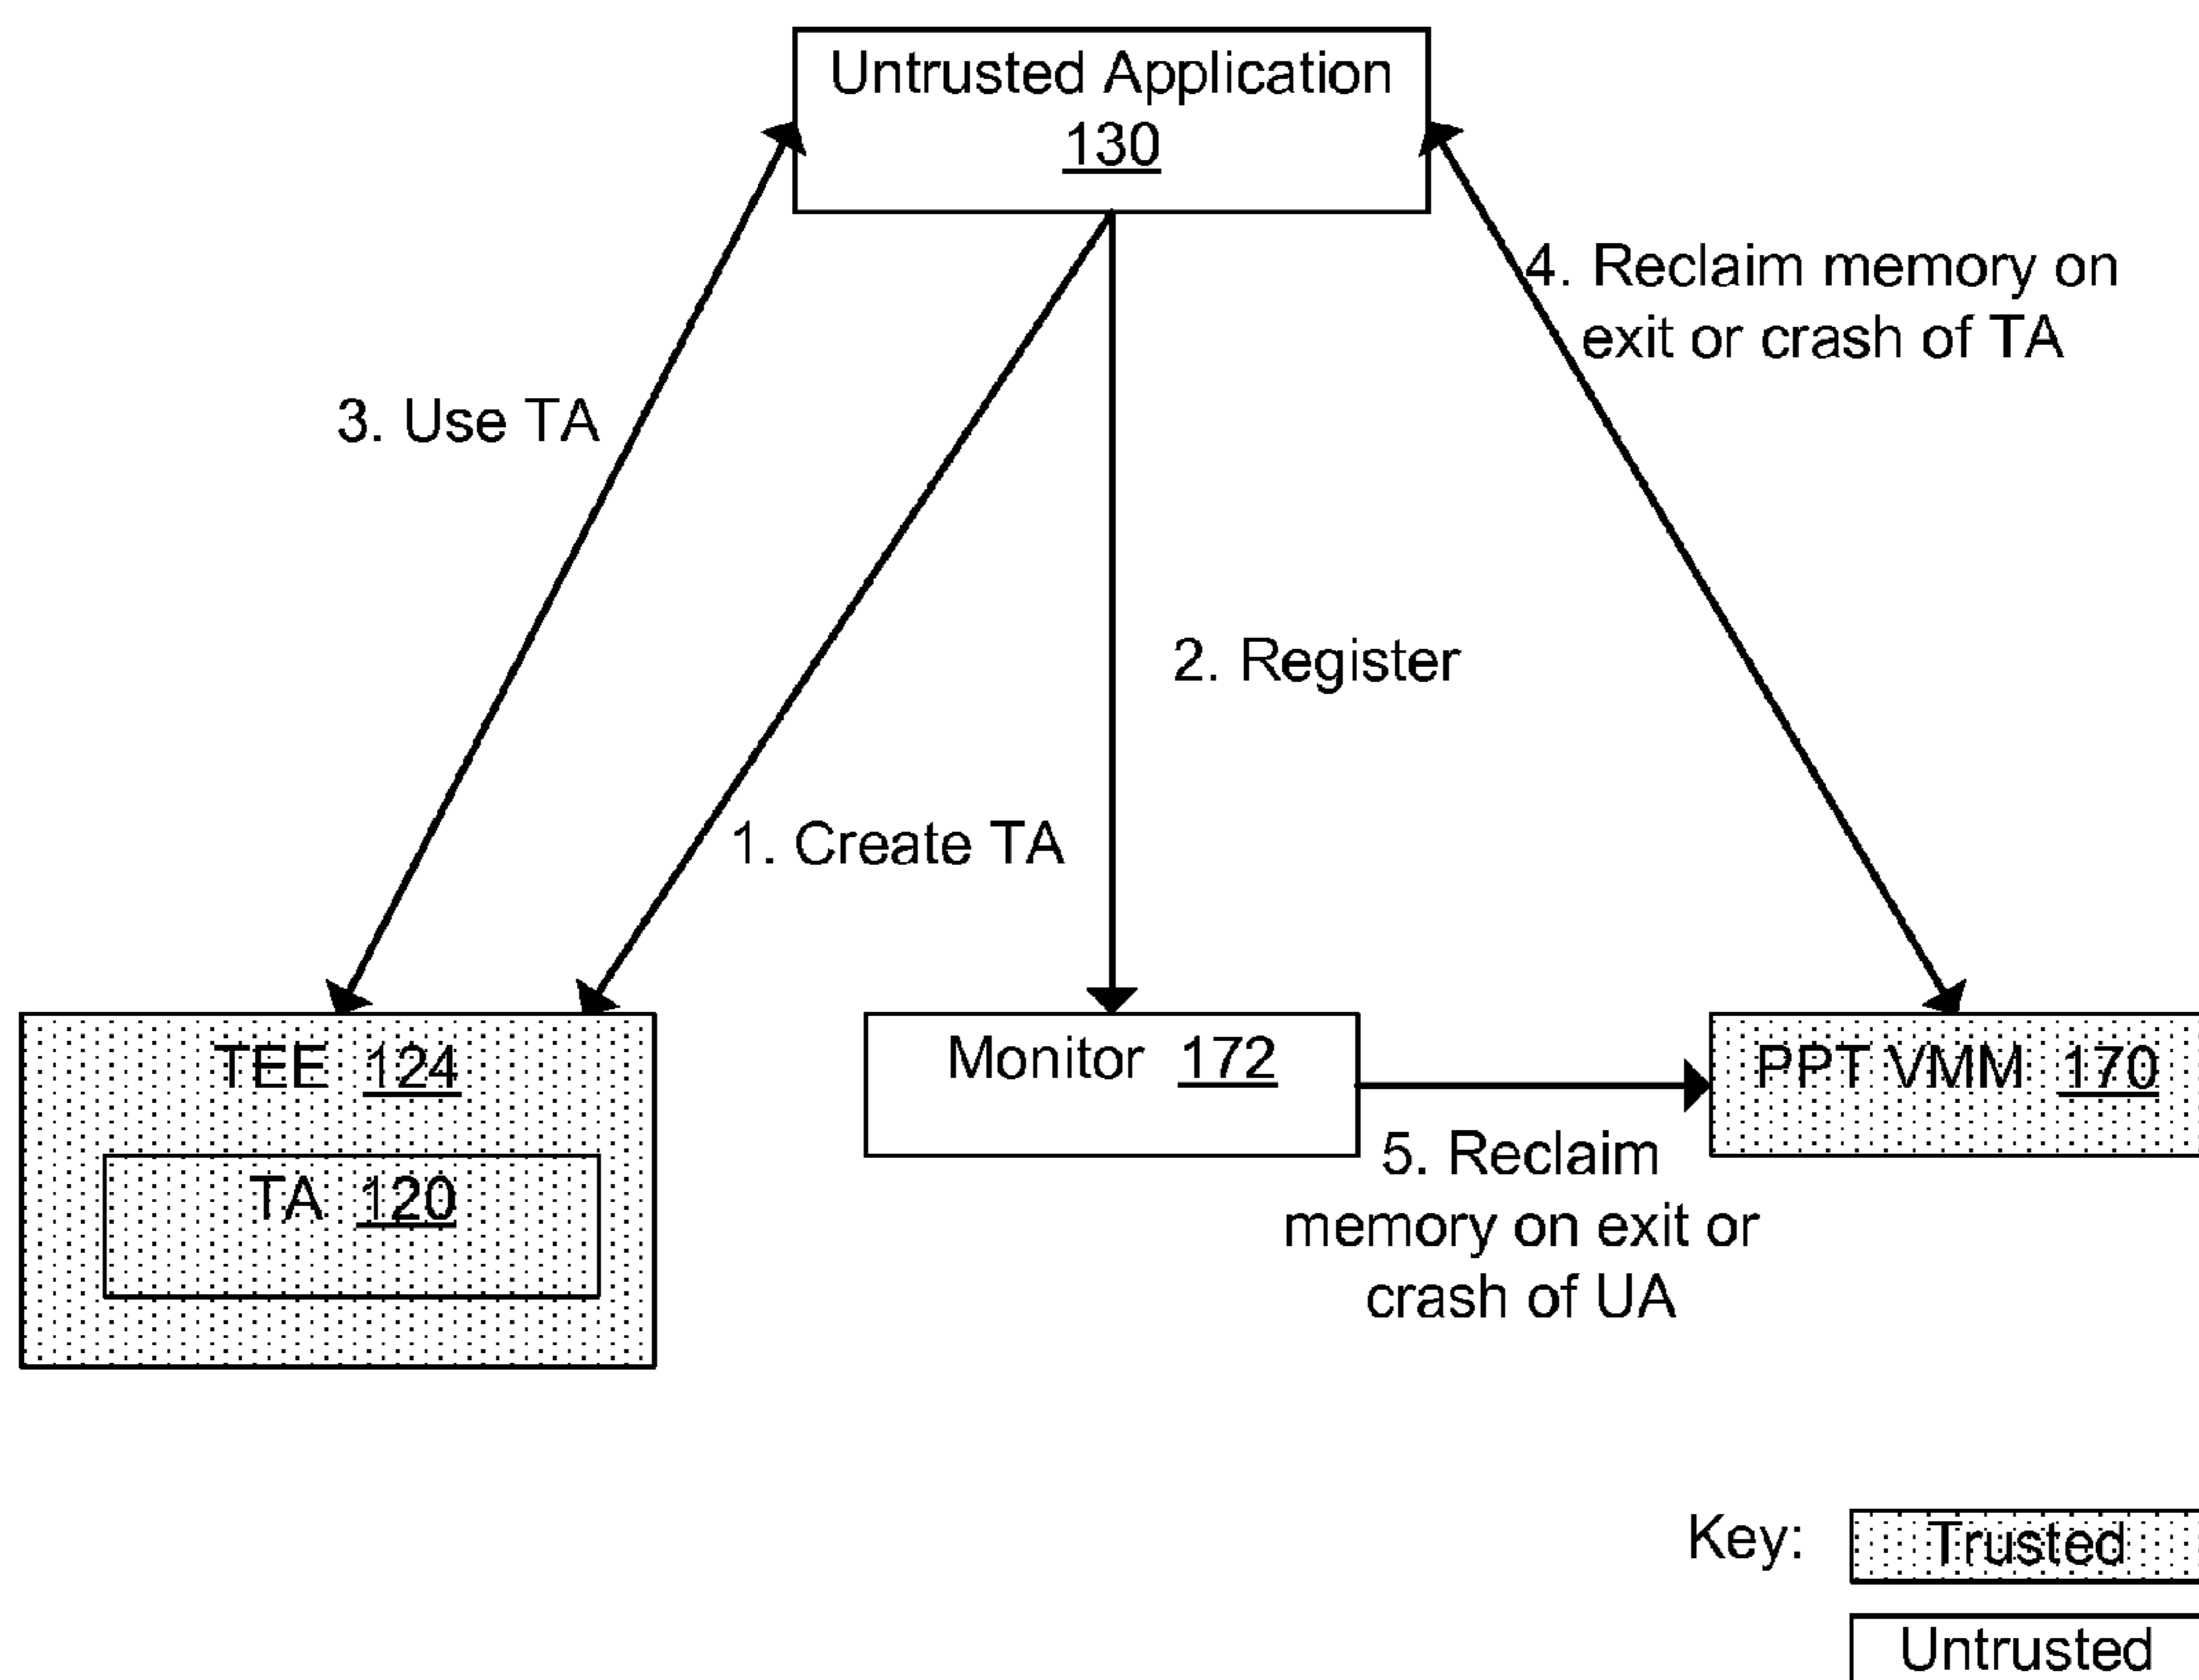 Untrusted Application
130
4. Reclaim memory on
exit or crash of TA
3. Use TA
2. Register
1. Create TA
TEE 124
TA 120
Monitor 172
PPT VMM 170
5. Reclaim
memory on exit or
crash of UA
Key:
Trusted
Untrusted